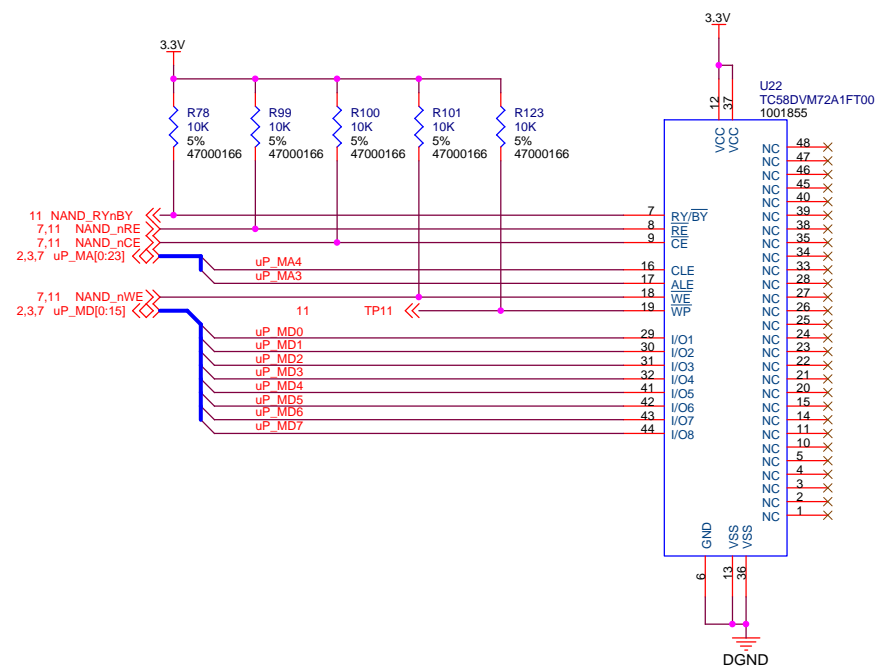 3.3V
3.3V
U22
TC58DVM72A1FT00
1001855
R78
10K
5%
47000166
R99
10K
5%
47000166
R100
10K
5%
47000166
R101
10K
5%
47000166
R123
10K
5%
47000166
12
37
VCC
VCC
11 NAND_RYnBY
7,11 NAND_nRE
7,11 NAND_nCE
2,3,7 uP_MA[0:23]
uP_MA4
uP_MA3
7,11 NAND_nWE
2,3,7 uP_MD[0:15]
11 TP11
uP_MD0
uP_MD1
uP_MD2
uP_MD3
uP_MD4
uP_MD5
uP_MD6
uP_MD7
7 RY/BY
8 RE
9 CE
16 CLE
17 ALE
18 WE
19 WP
29 I/O1
30 I/O2
31 I/O3
32 I/O4
41 I/O5
42 I/O6
43 I/O7
44 I/O8
NC 48
NC 47
NC 46
NC 45
NC 40
NC 39
NC 38
NC 35
NC 34
NC 33
NC 28
NC 27
NC 26
NC 25
NC 24
NC 23
NC 22
NC 21
NC 20
NC 15
NC 14
NC 11
NC 10
NC 5
NC 4
NC 3
NC 2
NC 1
GND
VSS
VSS
6
13
36
DGND